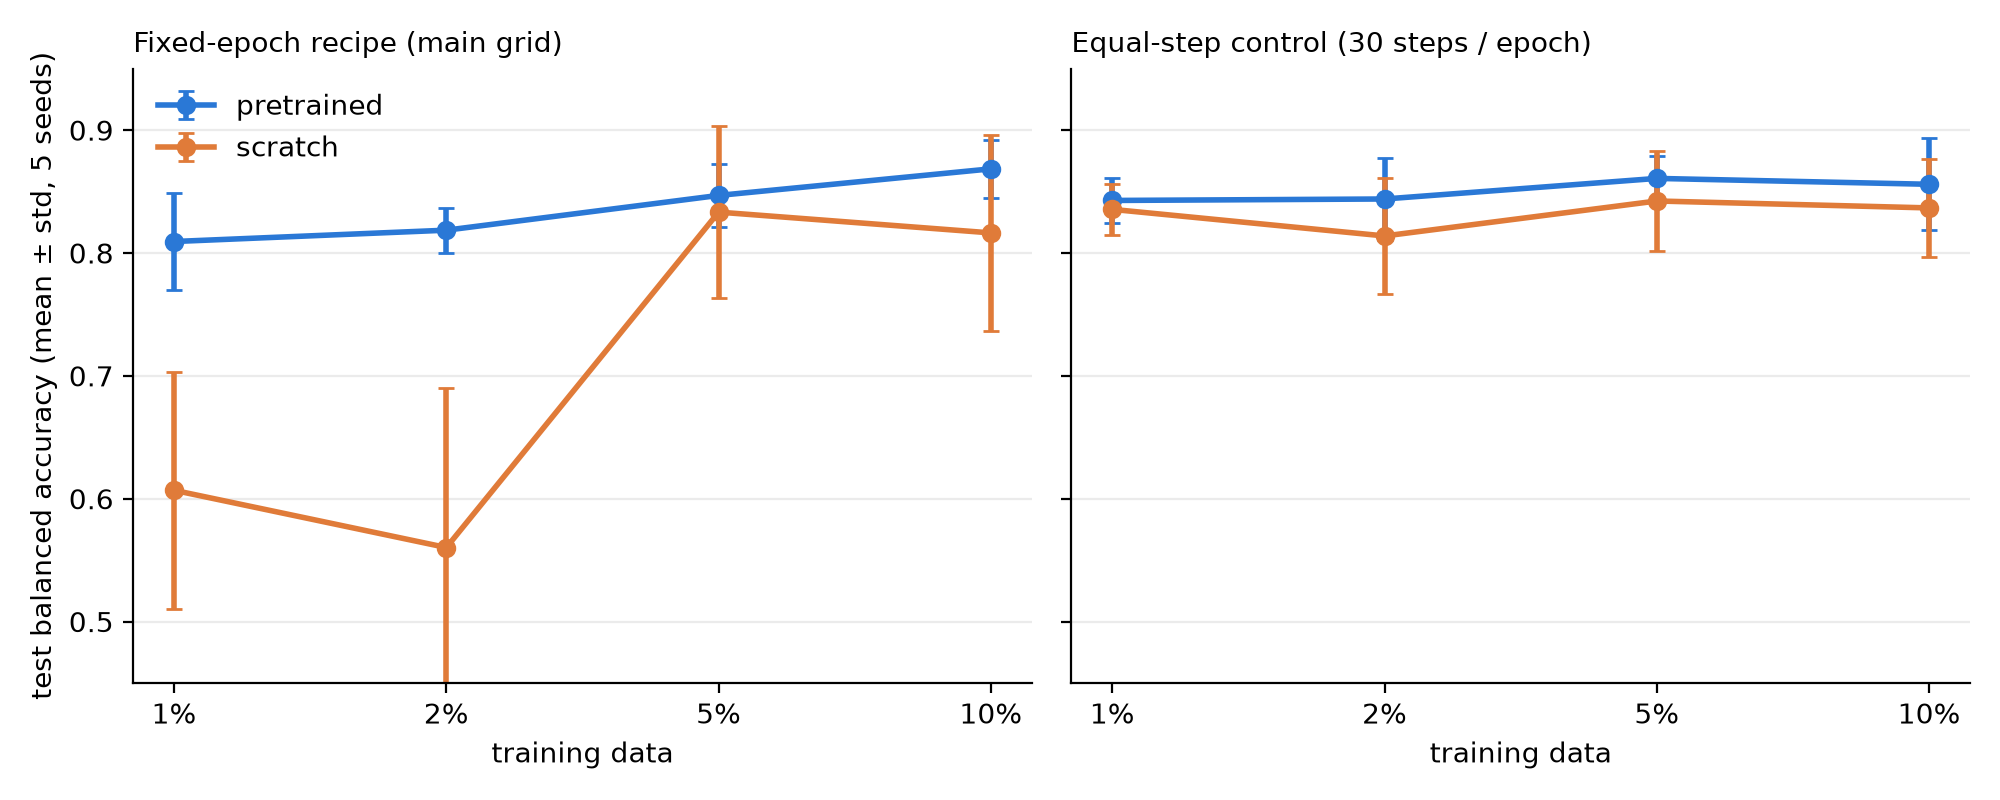 Fixed-epoch recipe (main grid)
Equal-step control (30 steps / epoch)
test balanced accuracy (mean ± std, 5 seeds)
pretrained
scratch
0.9
0.8
0.7
0.6
0.5
1% 2% 5% 10%
training data
1% 2% 5% 10%
training data